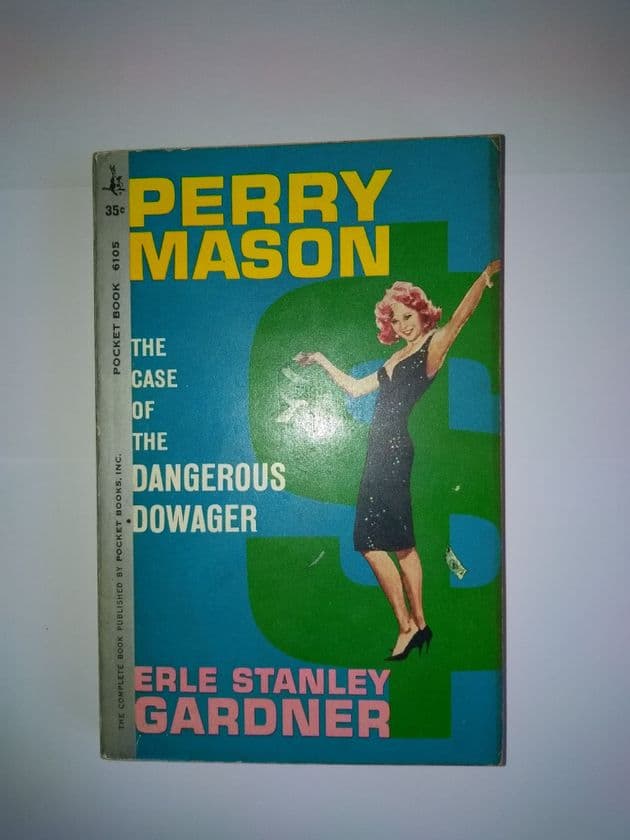 35¢
POCKET BOOK 6105
THE COMPLETE BOOK PUBLISHED BY POCKET BOOKS, INC.
PERRY
MASON
THE
CASE
OF
THE
DANGEROUS
DOWAGER
ERLE STANLEY
GARDNER